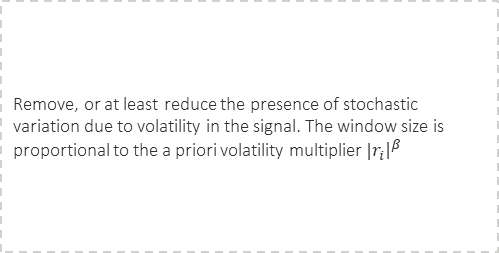 Remove, or at least reduce the presence of stochastic
variation due to volatility in the signal. The window size is
proportional to the a priori volatility multiplier |rᵢ|ᵝ